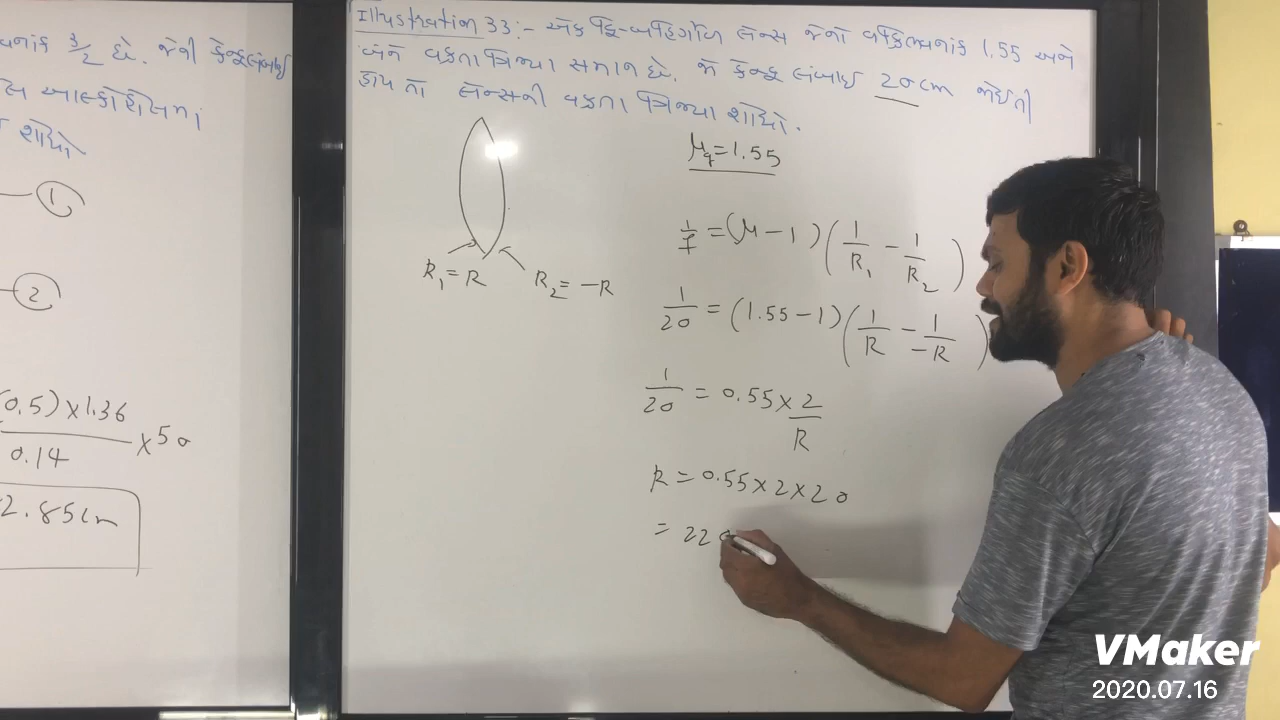 નાંક 3/2 છે. જેની કેન્દ્રલંબાઈ
શોધો
①
②
0.5) × 1.36
0.14
× 50
2.85cm
Illustration 33:- એક દ્વિ-બહિર્ગોળ લેન્સ જેનો વક્રીભવનાંક 1.55 અને
બંને વક્રતાત્રિજ્યા સમાન છે. જો કેન્દ્ર લંબાઈ 20cm જોઈતી
હોય તો લેન્સની વક્રતા ત્રિજ્યા શોધો.
R₁ = R
R₂ = -R
μg = 1.55
1/f = (μ - 1) (1/R₁ - 1/R₂)
1/20 = (1.55 - 1) (1/R - 1/-R)
1/20 = 0.55 × 2/R
R = 0.55 × 2 × 20
= 22 c
VMaker
2020.07.16